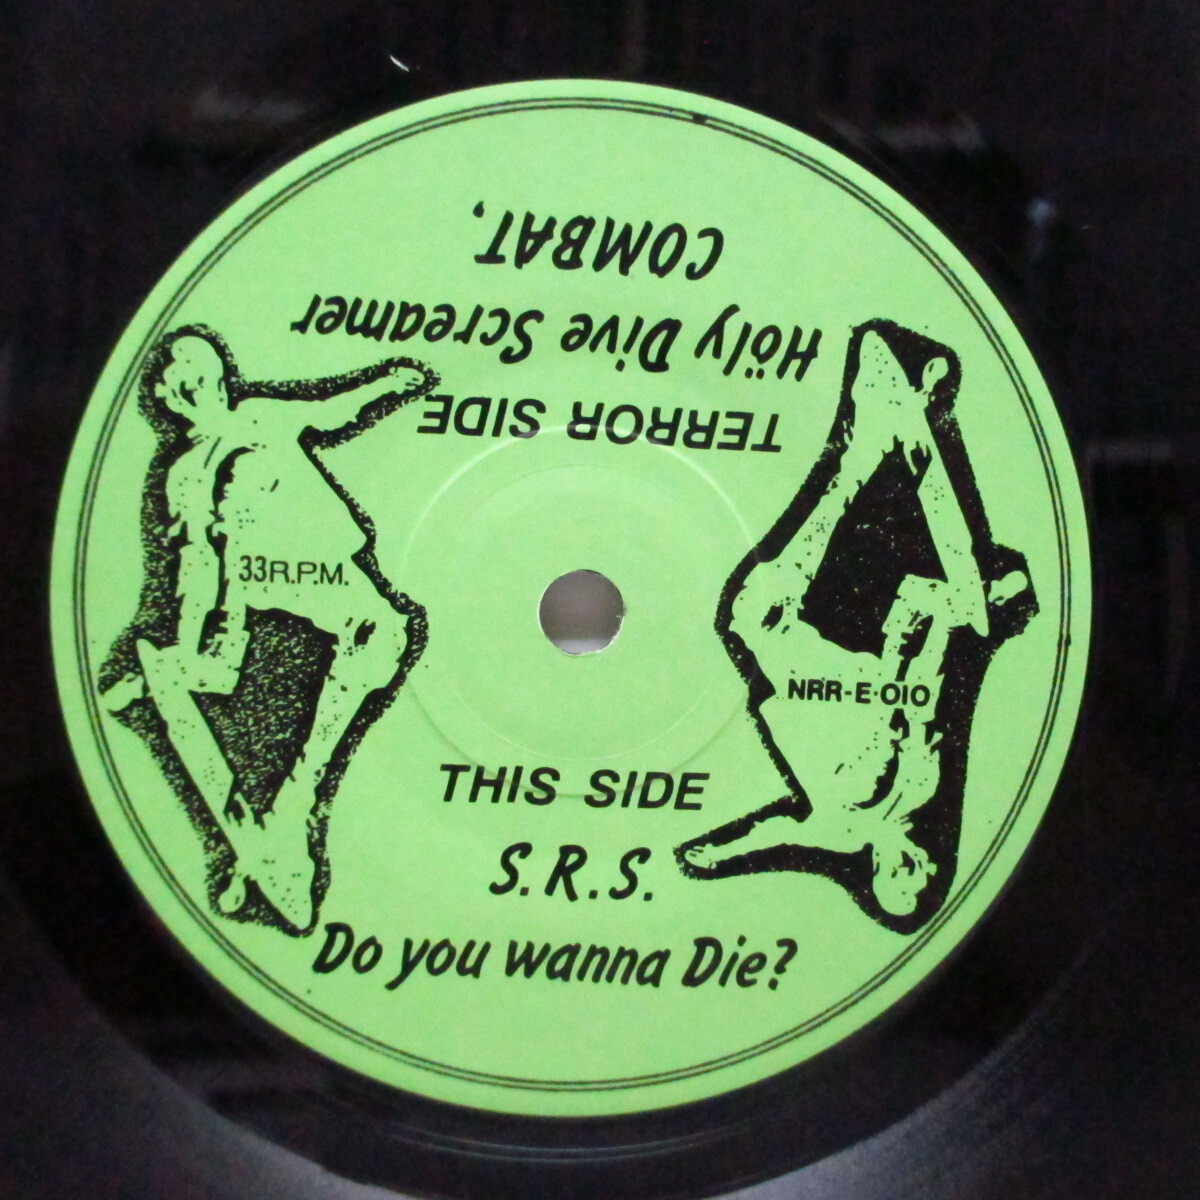 COMBAT,
Höly Dive Screamer
TERROR SIDE
33R.P.M.
NRR-E·010
THIS SIDE
S.R.S.
Do you wanna Die?